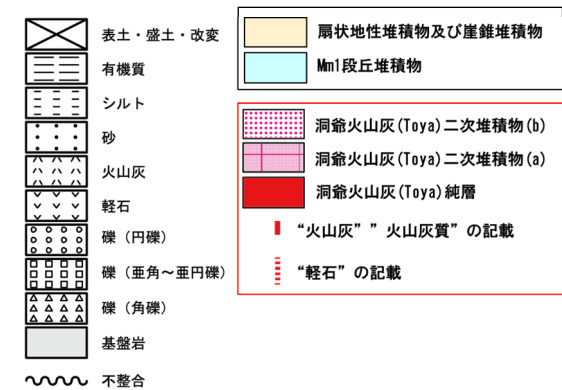 表土・盛土・改変
有機質
シルト
砂
火山灰
軽石
礫（円礫）
礫（亜角～亜円礫）
礫（角礫）
基盤岩
不整合
扇状地性堆積物及び崖錐堆積物
Mm1段丘堆積物
洞爺火山灰(Toya)二次堆積物(b)
洞爺火山灰(Toya)二次堆積物(a)
洞爺火山灰(Toya)純層
“火山灰””火山灰質”の記載
“軽石”の記載